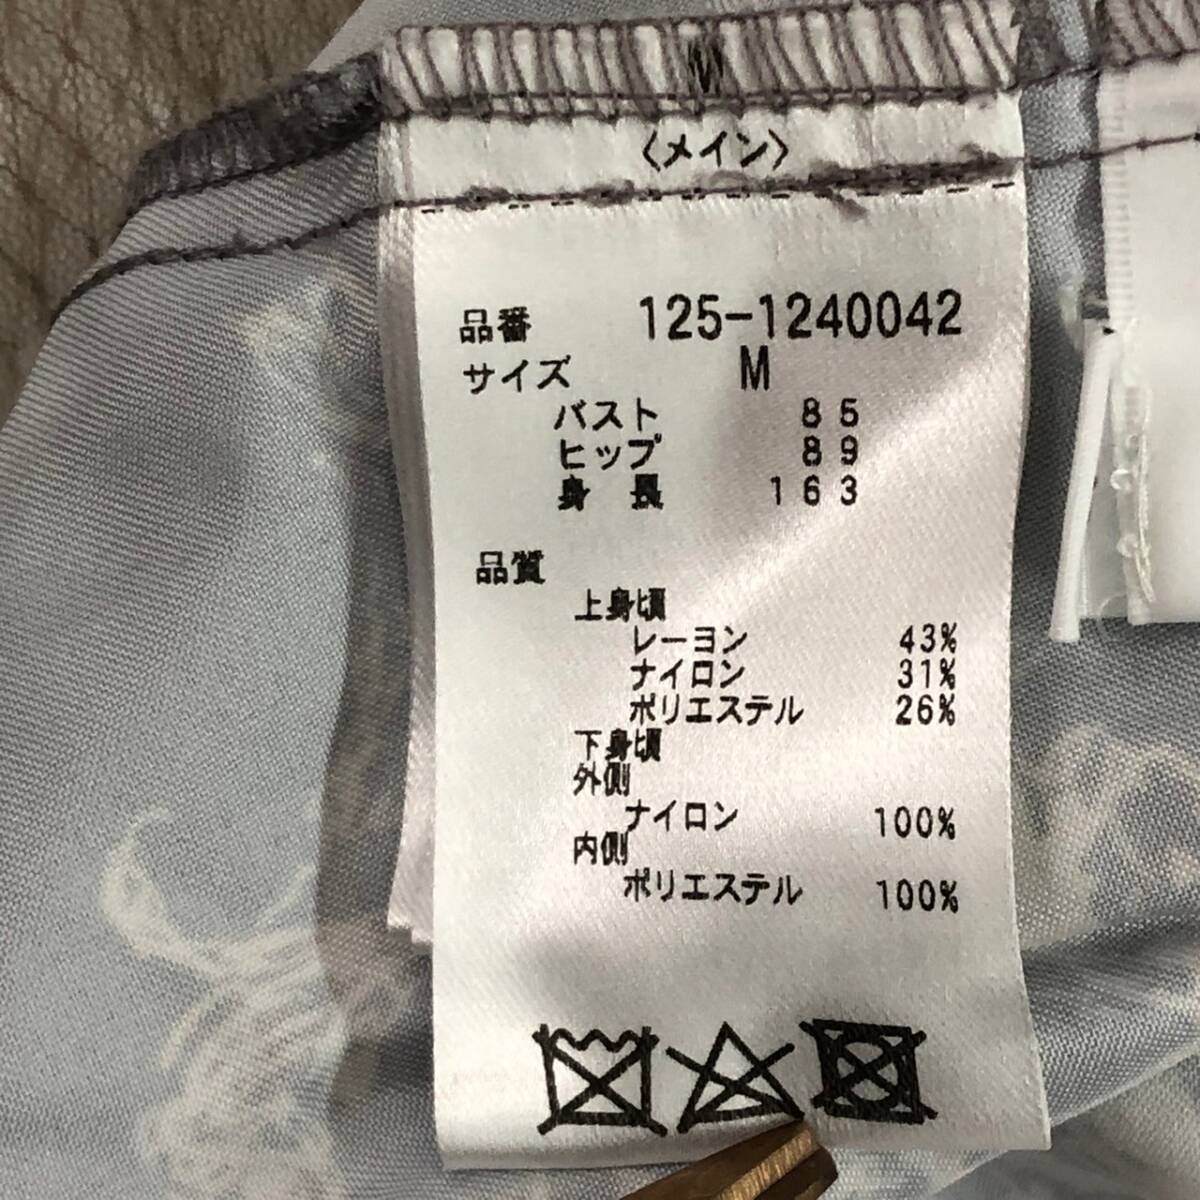 〈メイン〉
品番 125-1240042
サイズ M
バスト 85
ヒップ 89
身長 163
品質
上身頃
レーヨン 43%
ナイロン 31%
ポリエステル 26%
下身頃
外側
ナイロン 100%
内側
ポリエステル 100%